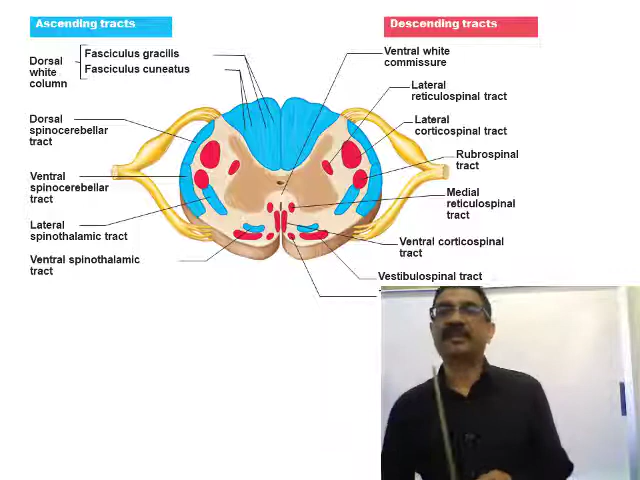 Ascending tracts
Descending tracts
Dorsal
white
column
Fasciculus gracilis
Fasciculus cuneatus
Dorsal
spinocerebellar
tract
Ventral
spinocerebellar
tract
Lateral
spinothalamic tract
Ventral spinothalamic
tract
Ventral white
commissure
Lateral
reticulospinal tract
Lateral
corticospinal tract
Rubrospinal
tract
Medial
reticulospinal
tract
Ventral corticospinal
tract
Vestibulospinal tract